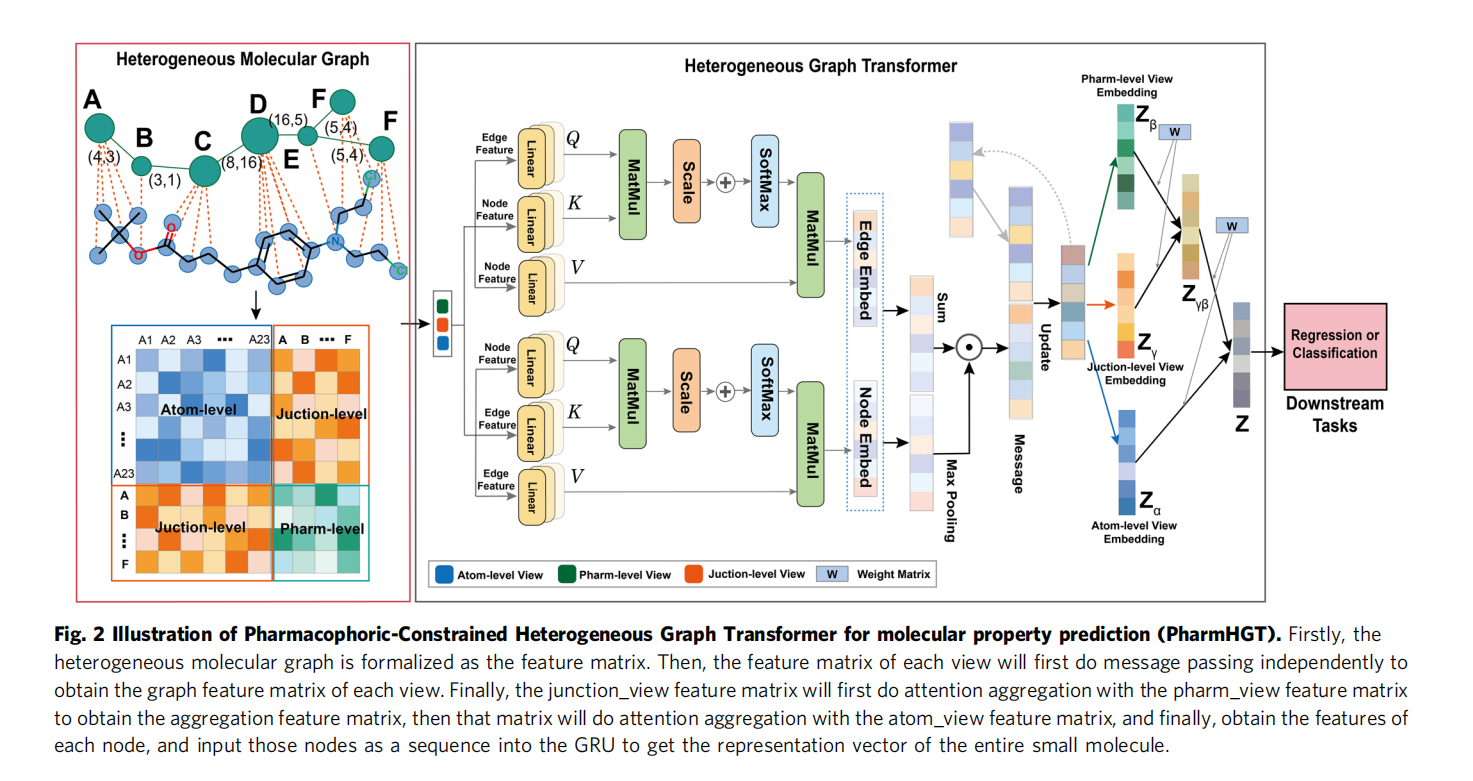 Heterogeneous Molecular Graph
A
B
C
D
E
F
F
(4,3)
(3,1)
(8,16)
(16,5)
(5,4)
(5,4)
Cl
O
O
N
Cl
A1 A2 A3 ··· A23 A B ··· F
A1
A2
A3
⋮
A23
A
B
⋮
F
Atom-level
Juction-level
Juction-level
Pharm-level
Heterogeneous Graph Transformer
Edge
Feature
Linear
Q
Node
Feature
Linear
K
Node
Feature
Linear
V
MatMul
Scale
+
SoftMax
MatMul
Node
Feature
Linear
Q
Edge
Feature
Linear
K
Edge
Feature
Linear
V
MatMul
Scale
+
SoftMax
MatMul
Edge Embed
Node Embed
Sum
Max Pooling
Message
Update
Pharm-level View
Embedding
Zβ
W
Zγβ
W
Zγ
Juction-level View
Embedding
Zα
Atom-level View
Embedding
Z
Regression or
Classification
Downstream
Tasks
Atom-level View
Pharm-level View
Juction-level View
W Weight Matrix
Fig. 2 Illustration of Pharmacophoric-Constrained Heterogeneous Graph Transformer for molecular property prediction (PharmHGT). Firstly, the
heterogeneous molecular graph is formalized as the feature matrix. Then, the feature matrix of each view will first do message passing independently to
obtain the graph feature matrix of each view. Finally, the junction_view feature matrix will first do attention aggregation with the pharm_view feature matrix
to obtain the aggregation feature matrix, then that matrix will do attention aggregation with the atom_view feature matrix, and finally, obtain the features of
each node, and input those nodes as a sequence into the GRU to get the representation vector of the entire small molecule.